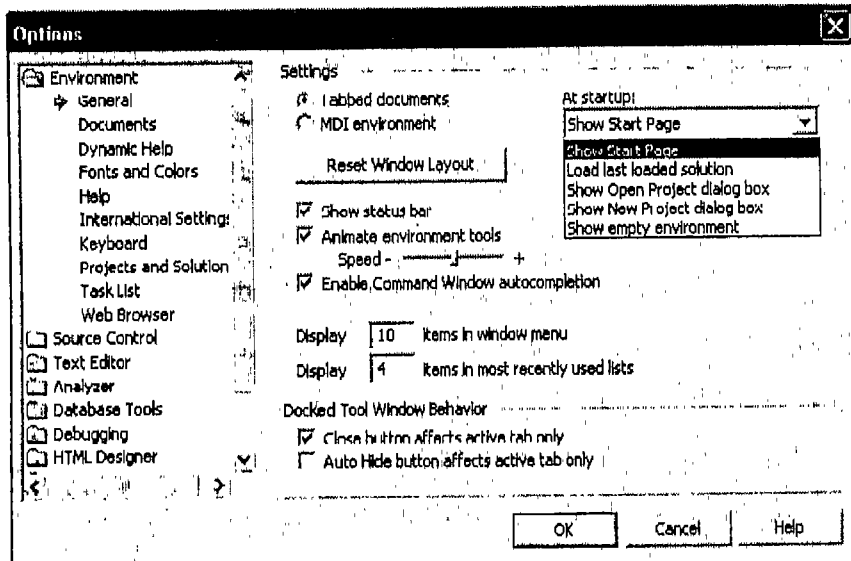 Options
Environment
General
Documents
Dynamic Help
Fonts and Colors
Help
International Settings
Keyboard
Projects and Solution
Task List
Web Browser
Source Control
Text Editor
Analyzer
Database Tools
Debugging
HTML Designer
Settings
Tabbed documents
MDI environment
Reset Window Layout
Show status bar
Animate environment tools
Speed - +
Enable Command Window autocompletion
At startup:
Show Start Page
Show Start Page
Load last loaded solution
Show Open Project dialog box
Show New Project dialog box
Show empty environment
Display 10 items in window menu
Display 4 items in most recently used lists
Docked Tool Window Behavior
Close button affects active tab only
Auto Hide button affects active tab only
OK Cancel Help